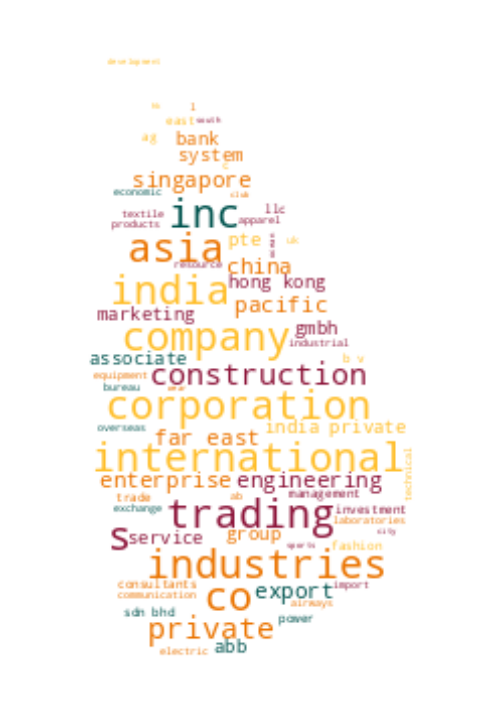 development
l
east south
ag bank
system
singapore
economic club
textile inc llc
products apparel
asia pte uk
resource china
india hong kong
pacific
marketing
company gmbh
industrial
associate b v
equipment construction
bureau
corporation
overseas india private
far east
international
technical
enterprise engineering
trade ab management
exchange trading investment
laboratories
S service group city
sports fashion
industries
consultants import
communication co export
airways
sdn bhd power
private
electric abb